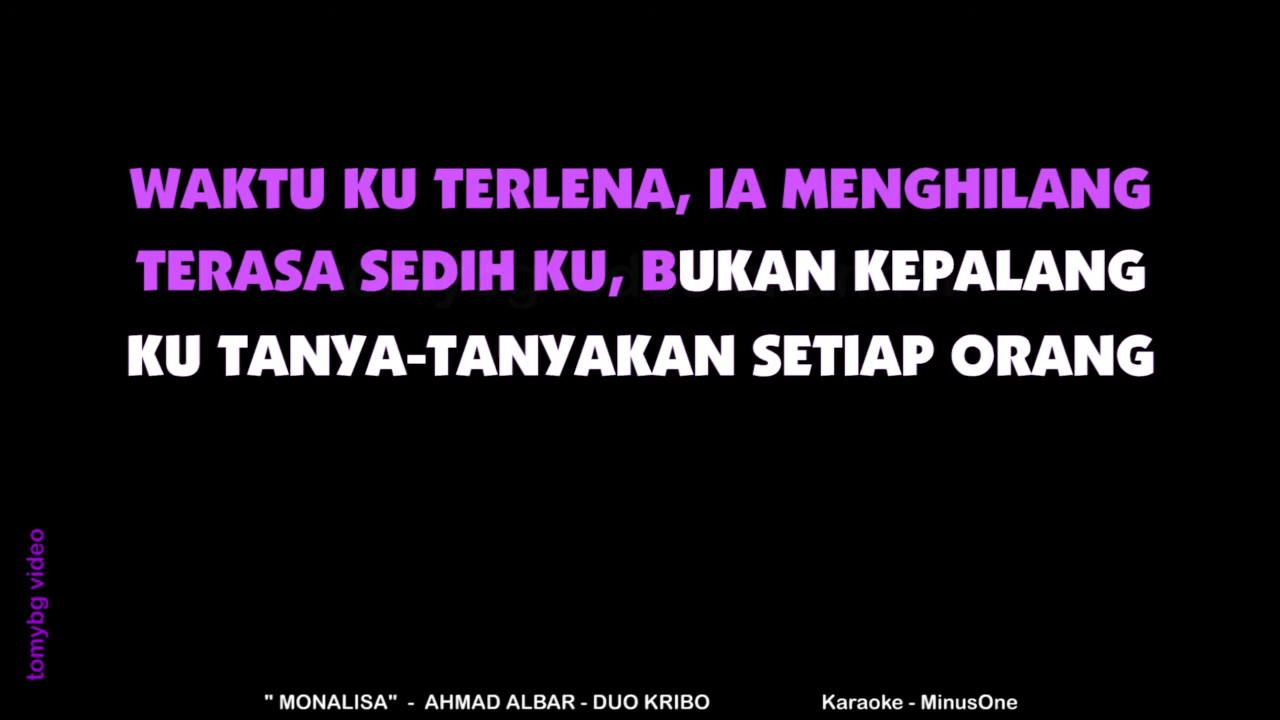 WAKTU KU TERLENA, IA MENGHILANG
TERASA SEDIH KU, BUKAN KEPALANG
KU TANYA-TANYAKAN SETIAP ORANG
tomybg video
" MONALISA" - AHMAD ALBAR - DUO KRIBO Karaoke - MinusOne